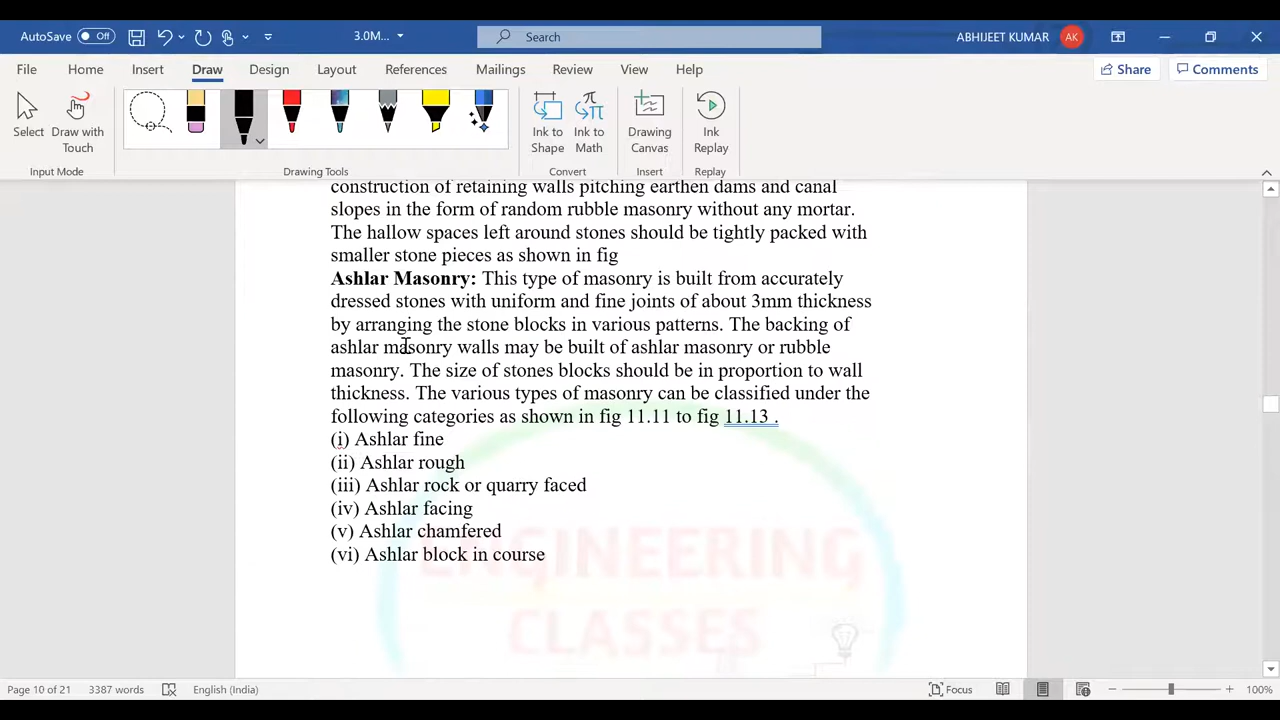 AutoSave Off 3.0M... Search ABHIJEET KUMAR AK
File Home Insert Draw Design Layout References Mailings Review View Help Share Comments
Select Draw with Touch Ink to Shape Ink to Math Drawing Canvas Ink Replay
Input Mode Drawing Tools Convert Insert Replay
construction of retaining walls pitching earthen dams and canal
slopes in the form of random rubble masonry without any mortar.
The hallow spaces left around stones should be tightly packed with
smaller stone pieces as shown in fig
Ashlar Masonry: This type of masonry is built from accurately
dressed stones with uniform and fine joints of about 3mm thickness
by arranging the stone blocks in various patterns. The backing of
ashlar masonry walls may be built of ashlar masonry or rubble
masonry. The size of stones blocks should be in proportion to wall
thickness. The various types of masonry can be classified under the
following categories as shown in fig 11.11 to fig 11.13 .
(i) Ashlar fine
(ii) Ashlar rough
(iii) Ashlar rock or quarry faced
(iv) Ashlar facing
(v) Ashlar chamfered
(vi) Ashlar block in course
ENGINEERING
CLASSES
Page 10 of 21 3387 words English (India) Focus 100%